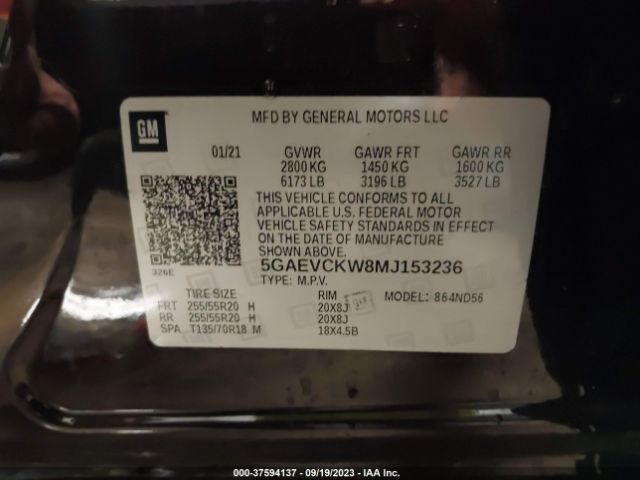 MFD BY GENERAL MOTORS LLC
GM
01/21 GVWR GAWR FRT GAWR RR
2800 KG 1450 KG 1600 KG
6173 LB 3196 LB 3527 LB
THIS VEHICLE CONFORMS TO ALL
APPLICABLE U.S. FEDERAL MOTOR
VEHICLE SAFETY STANDARDS IN EFFECT
ON THE DATE OF MANUFACTURE
SHOWN ABOVE.
326E
5GAEVCKW8MJ153236
TYPE: M.P.V.
TIRE SIZE RIM MODEL: 864ND56
FRT 255/55R20 H 20X8J
RR 255/55R20 H 20X8J
SPA T135/70R18 M 18X4.5B
000-37594137 - 09/19/2023 - IAA Inc.